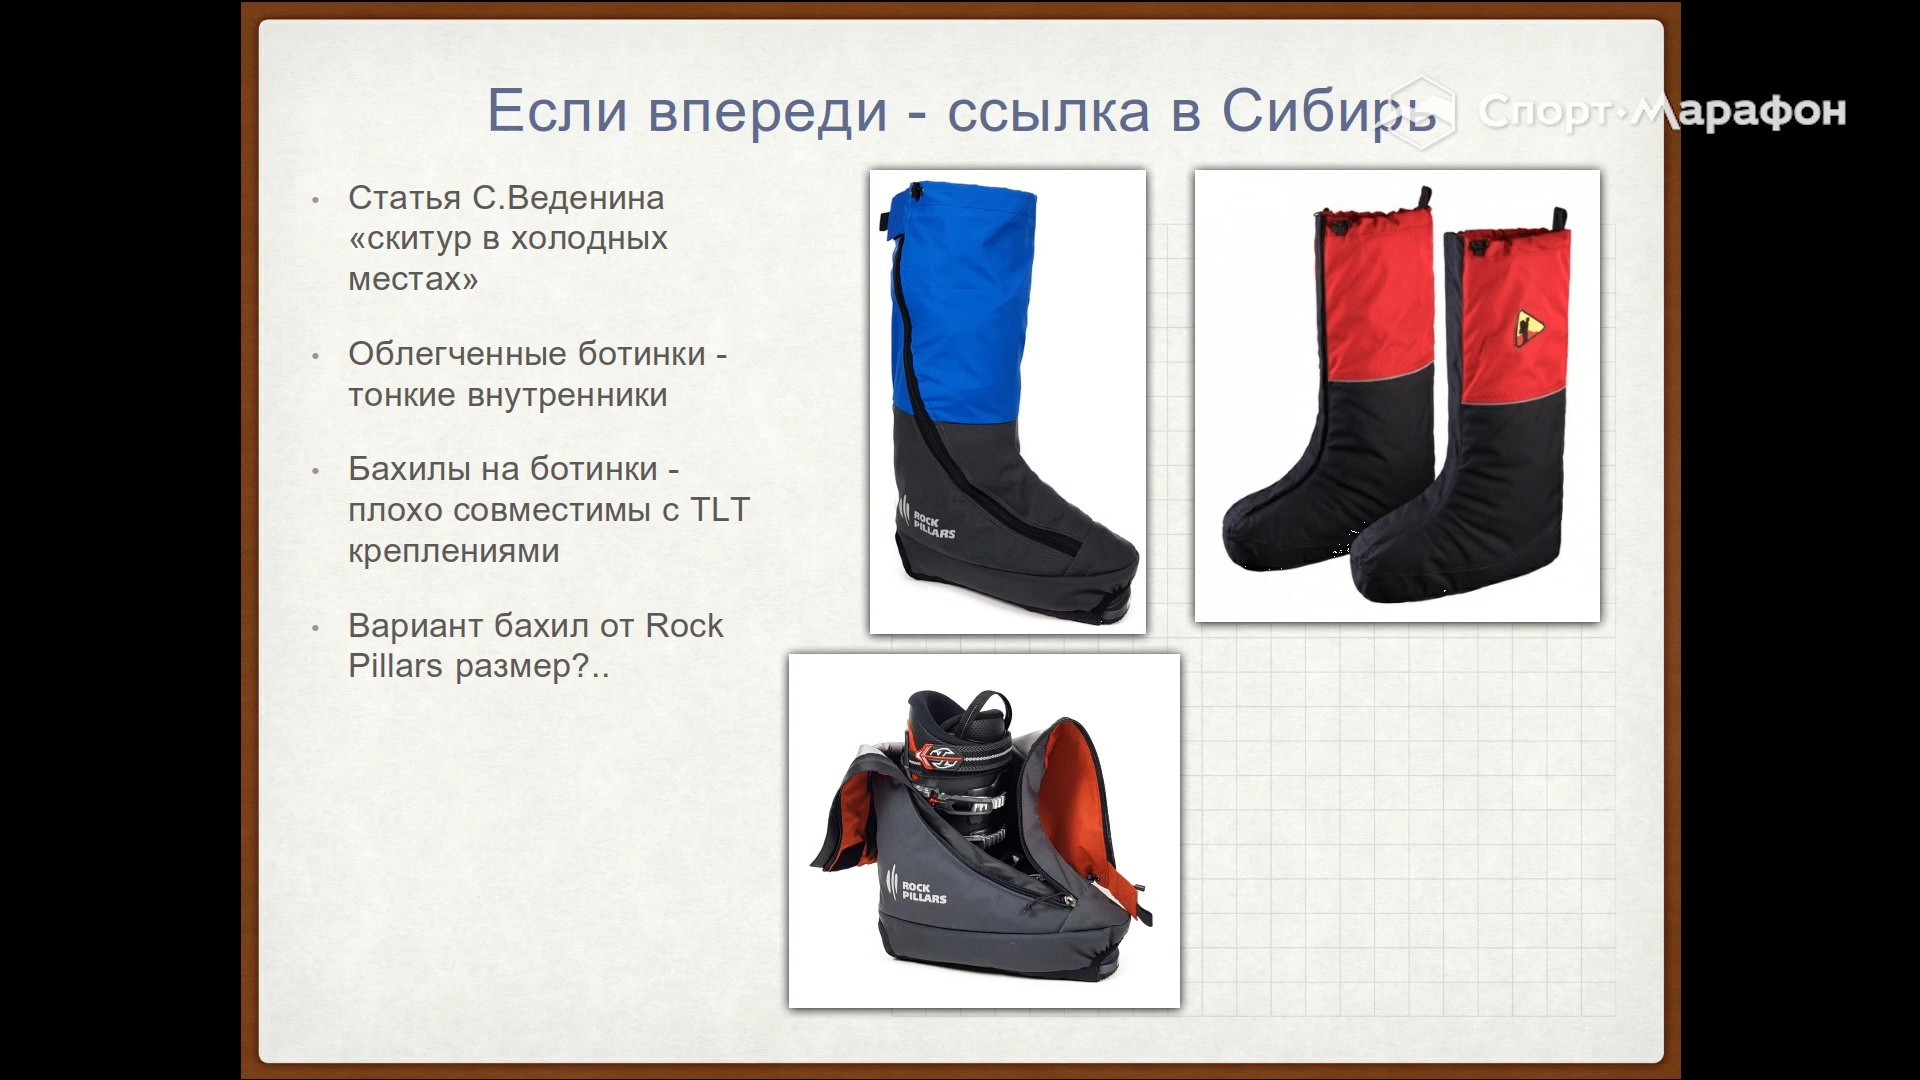 Если впереди - ссылка в Сибирь
Спорт·Марафон
Статья С.Веденина
«скитур в холодных
местах»
Облегченные ботинки -
тонкие внутренники
Бахилы на ботинки -
плохо совместимы с TLT
креплениями
Вариант бахил от Rock
Pillars размер?..
ROCK
PILLARS
ROCK
PILLARS